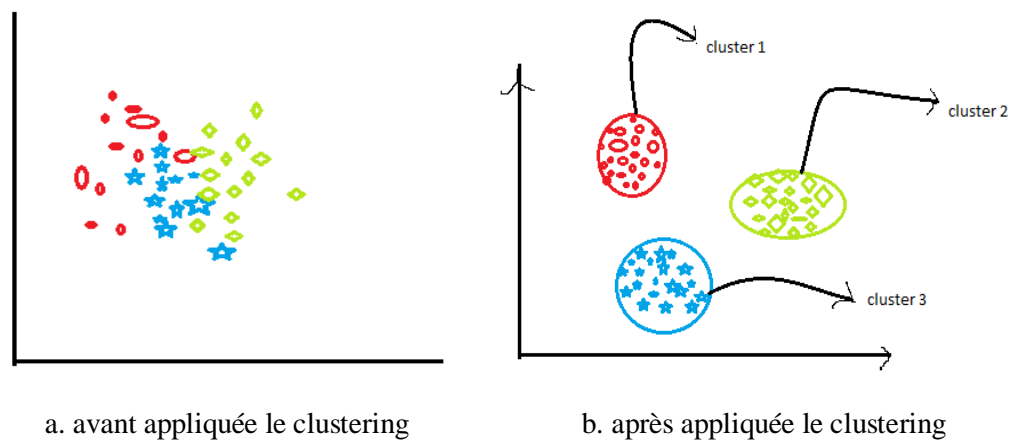 cluster 1
cluster 2
cluster 3
a. avant appliquée le clustering
b. après appliquée le clustering